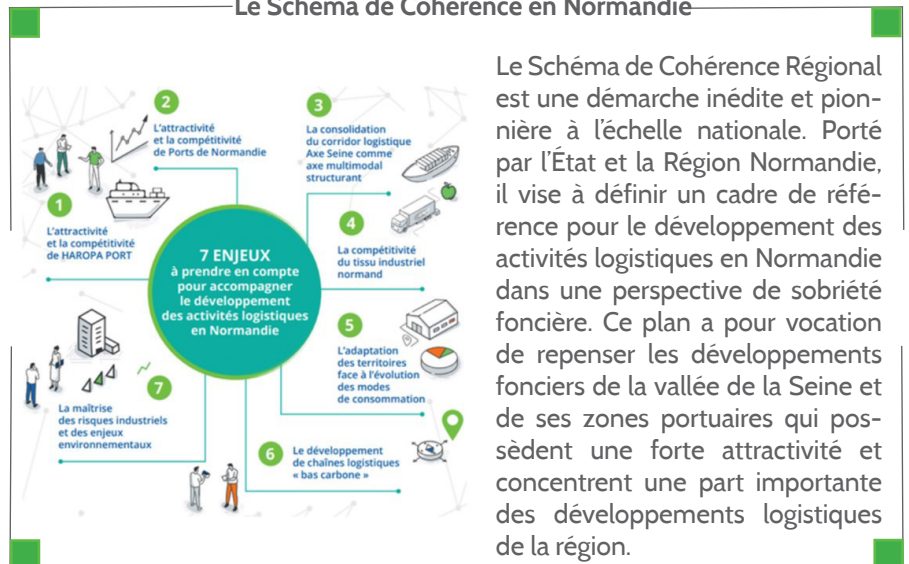 Le Schéma de Cohérence en Normandie
2
L'attractivité
et la compétitivité
de Ports de Normandie
3
La consolidation
du corridor logistique
Axe Seine comme
axe multimodal
structurant
1
L'attractivité
et la compétitivité
de HAROPA PORT
4
La compétitivité
du tissu industriel
normand
7 ENJEUX
à prendre en compte
pour accompagner
le développement
des activités logistiques
en Normandie
5
L'adaptation
des territoires
face à l'évolution
des modes
de consommation
7
La maîtrise
des risques industriels
et des enjeux
environnementaux
6
Le développement
de chaînes logistiques
« bas carbone »
Le Schéma de Cohérence Régional
est une démarche inédite et pion-
nière à l'échelle nationale. Porté
par l'État et la Région Normandie,
il vise à définir un cadre de réfé-
rence pour le développement des
activités logistiques en Normandie
dans une perspective de sobriété
foncière. Ce plan a pour vocation
de repenser les développements
fonciers de la vallée de la Seine et
de ses zones portuaires qui pos-
sèdent une forte attractivité et
concentrent une part importante
des développements logistiques
de la région.